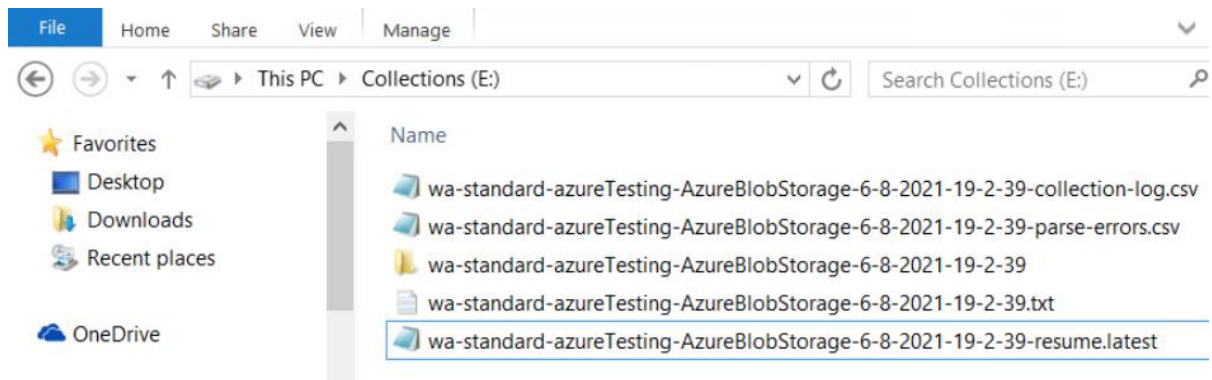 File Home Share View Manage
This PC Collections (E:) Search Collections (E:)
Favorites
Desktop
Downloads
Recent places
OneDrive
Name
wa-standard-azureTesting-AzureBlobStorage-6-8-2021-19-2-39-collection-log.csv
wa-standard-azureTesting-AzureBlobStorage-6-8-2021-19-2-39-parse-errors.csv
wa-standard-azureTesting-AzureBlobStorage-6-8-2021-19-2-39
wa-standard-azureTesting-AzureBlobStorage-6-8-2021-19-2-39.txt
wa-standard-azureTesting-AzureBlobStorage-6-8-2021-19-2-39-resume.latest